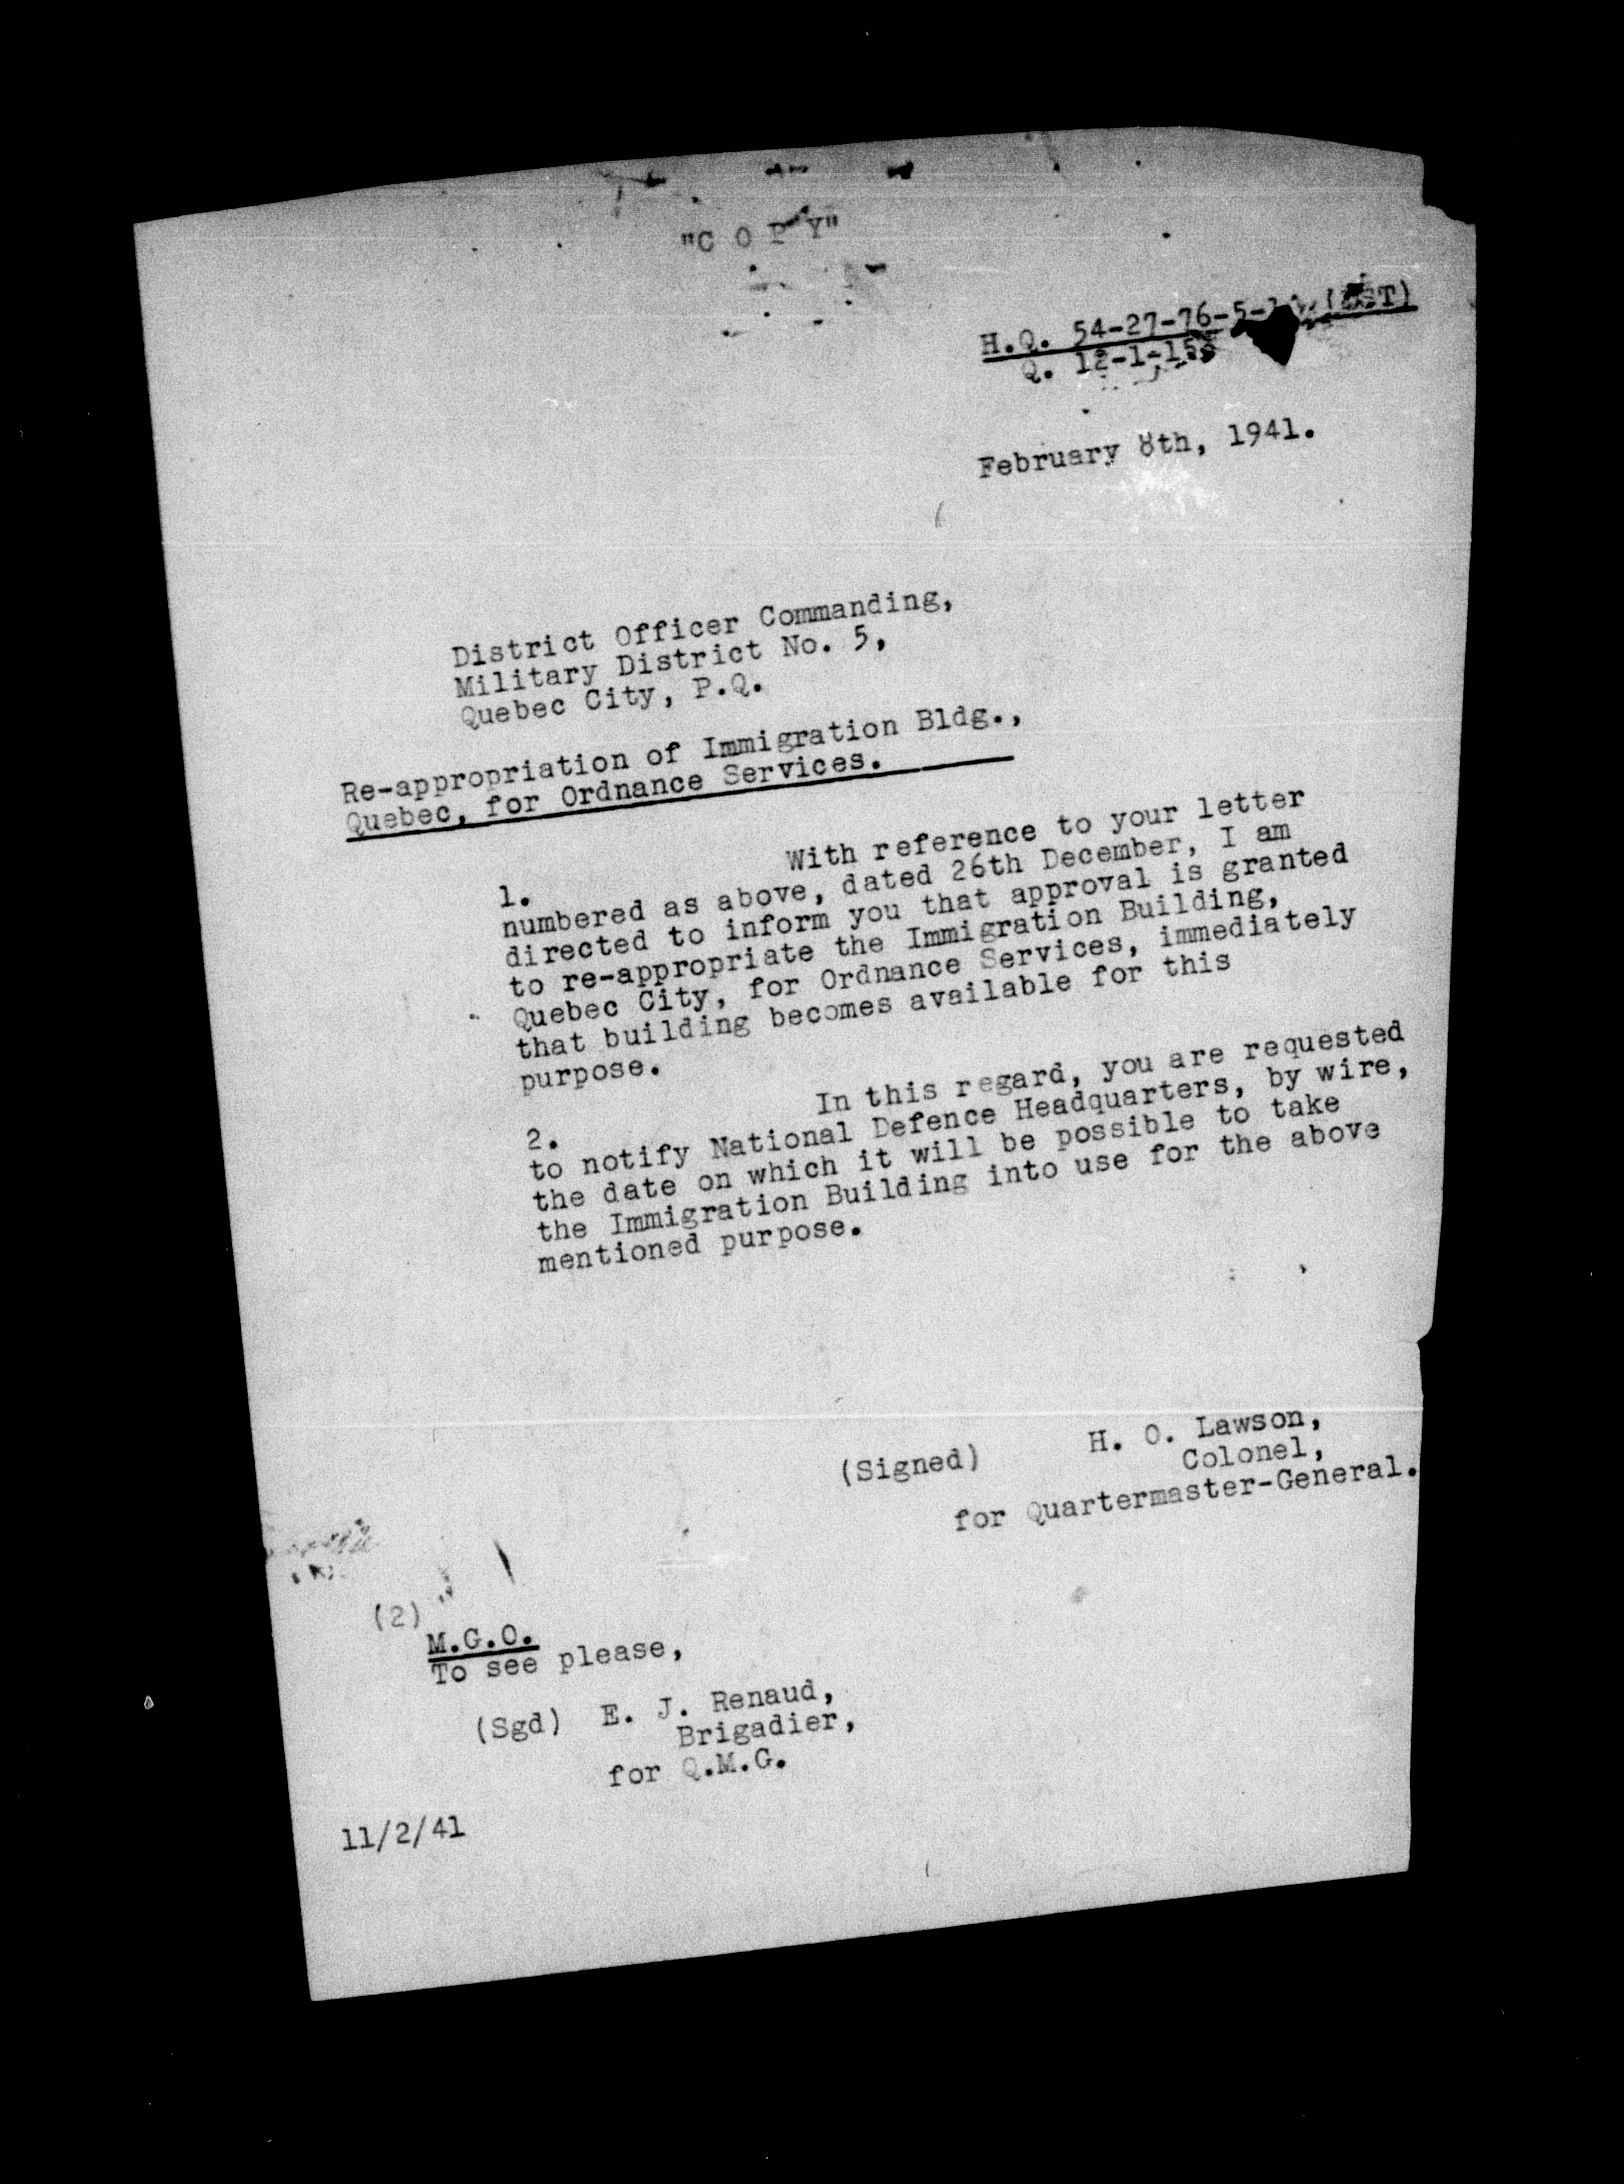 "C O P Y"
H.Q. 54-27-76-5-
Q. 12-1-15
February 8th, 1941.
District Officer Commanding,
Military District No. 5,
Quebec City, P.Q.
Re-appropriation of Immigration Bldg.,
Quebec, for Ordnance Services.
1. With reference to your letter
numbered as above, dated 26th December, I am
directed to inform you that approval is granted
to re-appropriate the Immigration Building,
Quebec City, for Ordnance Services, immediately
that building becomes available for this
purpose.
2. In this regard, you are requested
to notify National Defence Headquarters, by wire,
the date on which it will be possible to take
the Immigration Building into use for the above
mentioned purpose.
(Signed) H. O. Lawson,
Colonel,
for Quartermaster-General.
(2)
M.G.O.
To see please,
(Sgd) E. J. Renaud,
Brigadier,
for Q.M.G.
11/2/41